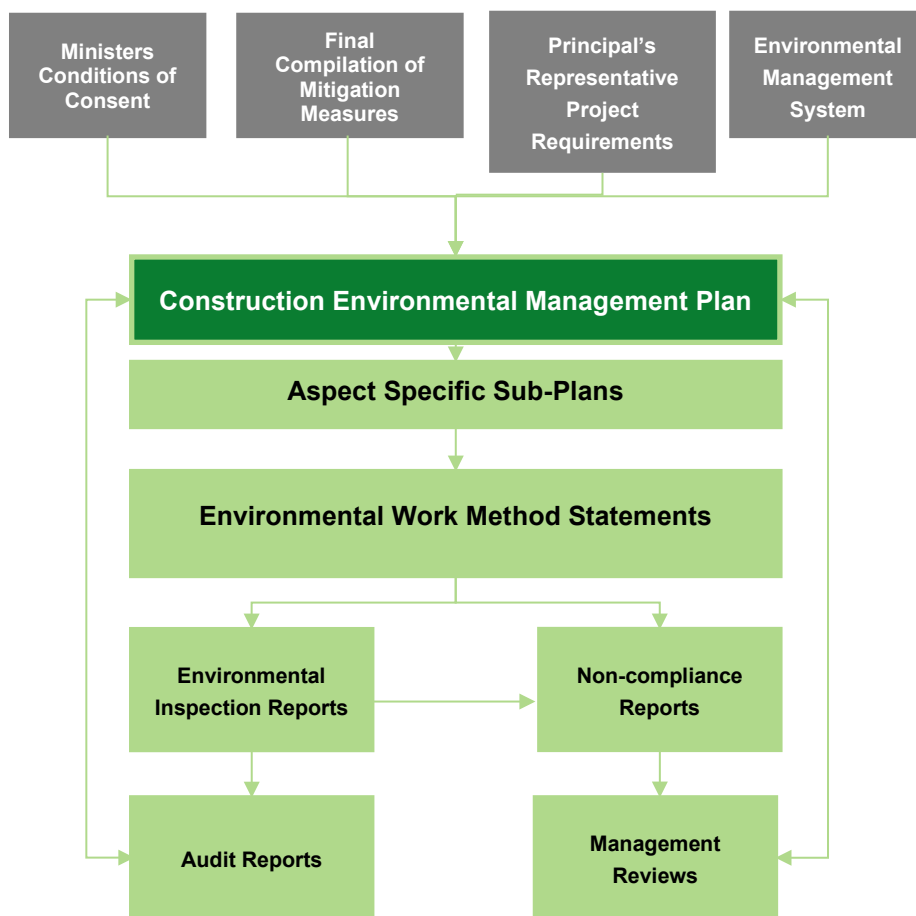 Ministers
Conditions of
Consent
Final
Compilation of
Mitigation
Measures
Principal’s
Representative
Project
Requirements
Environmental
Management
System
Construction Environmental Management Plan
Aspect Specific Sub-Plans
Environmental Work Method Statements
Environmental
Inspection Reports
Non-compliance
Reports
Audit Reports
Management
Reviews